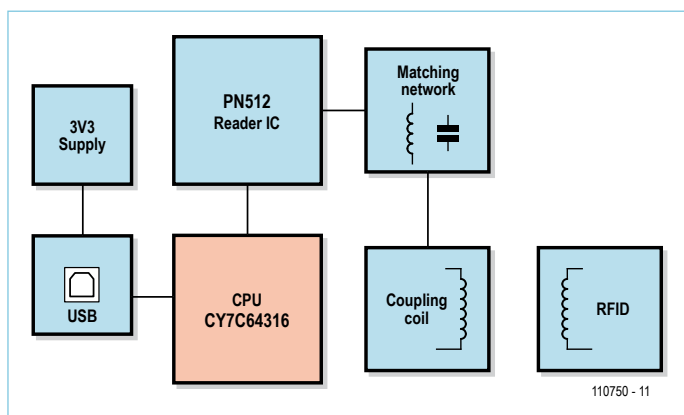 3V3
Supply
PN512
Reader IC
Matching
network
USB
CPU
CY7C64316
Coupling
coil
RFID
110750 - 11